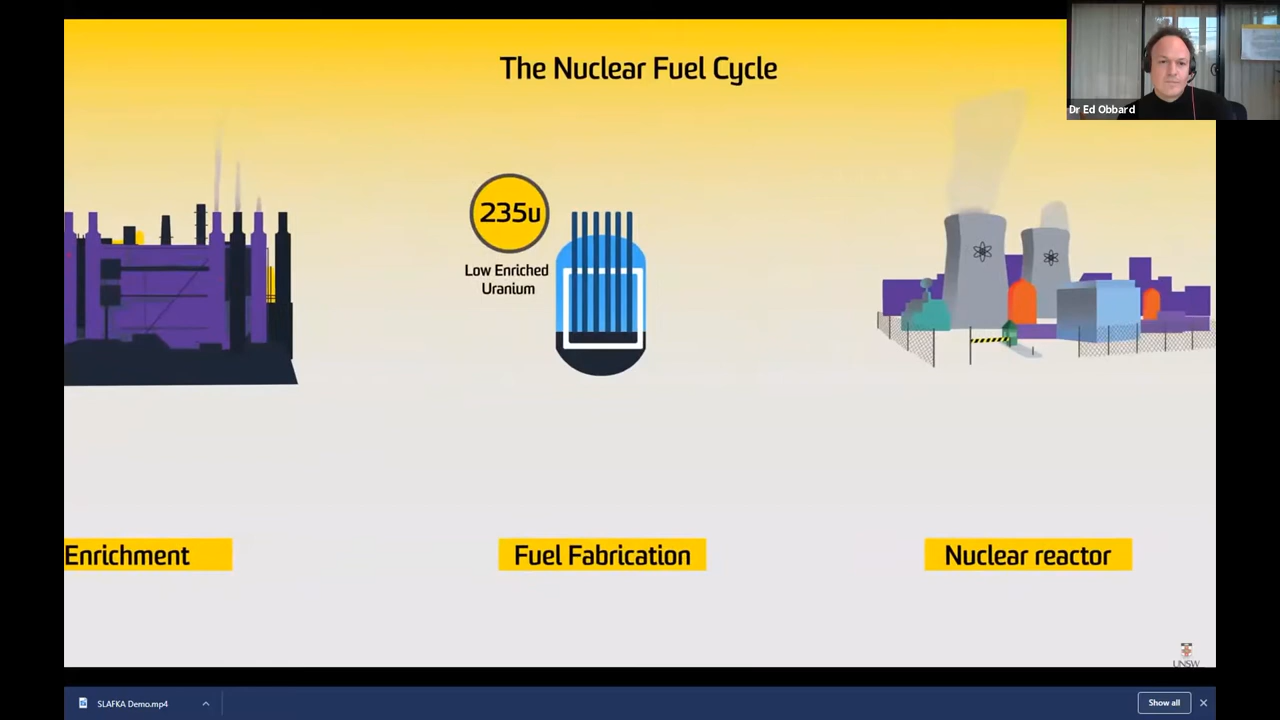 The Nuclear Fuel Cycle
Dr Ed Obbard
235u
Low Enriched
Uranium
Enrichment
Fuel Fabrication
Nuclear reactor
UNSW
SLAFKA Demo.mp4
Show all